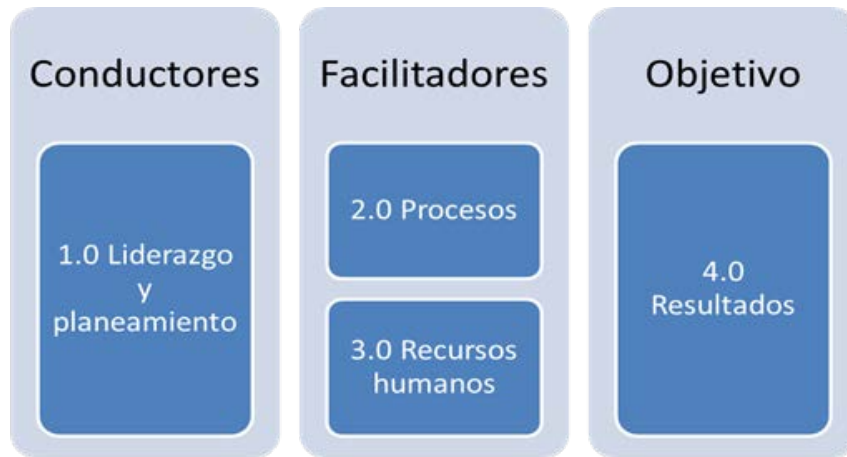 Conductores
1.0 Liderazgo
y
planeamiento
Facilitadores
2.0 Procesos
3.0 Recursos
humanos
Objetivo
4.0
Resultados